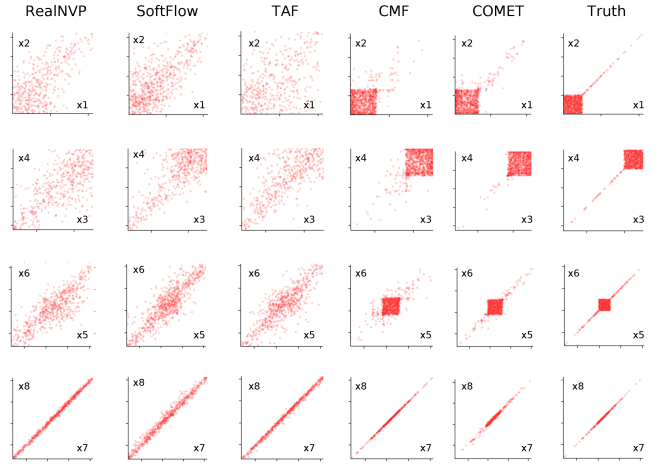 RealNVP SoftFlow TAF CMF COMET Truth
x2 x2 x2 x2 x2 x2
x1 x1 x1 x1 x1 x1
x4 x4 x4 x4 x4 x4
x3 x3 x3 x3 x3 x3
x6 x6 x6 x6 x6 x6
x5 x5 x5 x5 x5 x5
x8 x8 x8 x8 x8 x8
x7 x7 x7 x7 x7 x7